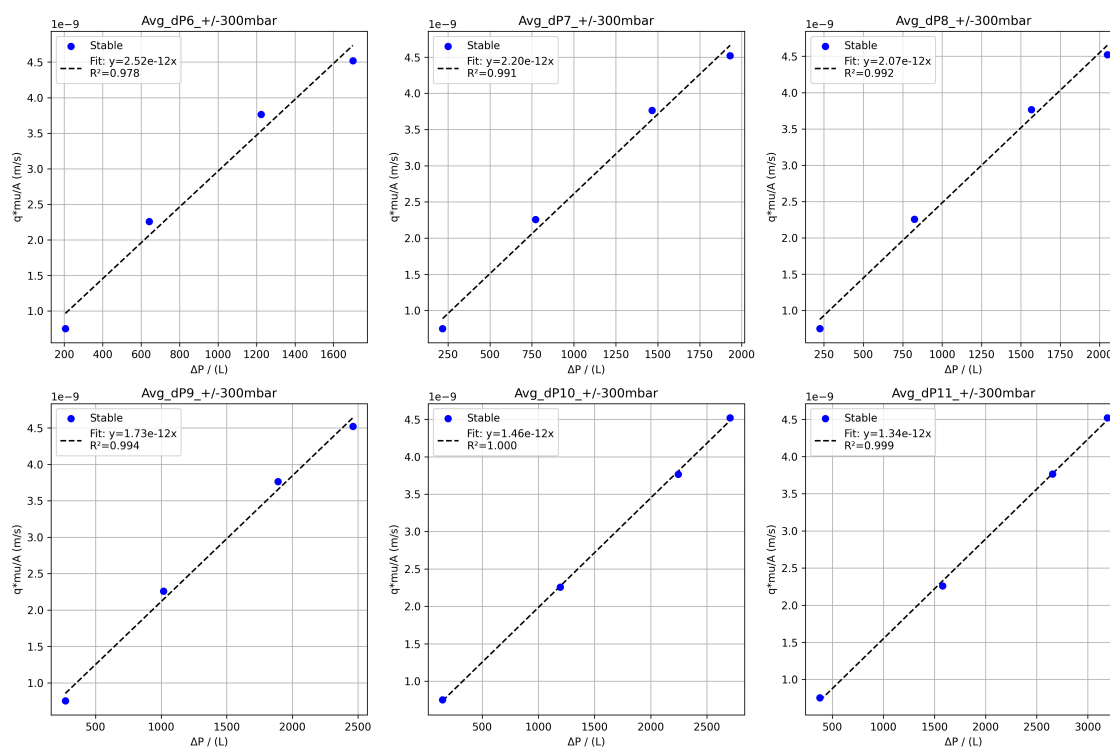 Avg_dP6_+/-300mbar
1e−9
Stable
Fit: y=2.52e-12x
R²=0.978
q*mu/A (m/s)
4.5
4.0
3.5
3.0
2.5
2.0
1.5
1.0
200 400 600 800 1000 1200 1400 1600
ΔP / (L)
Avg_dP7_+/-300mbar
1e−9
Stable
Fit: y=2.20e-12x
R²=0.991
q*mu/A (m/s)
4.5
4.0
3.5
3.0
2.5
2.0
1.5
1.0
250 500 750 1000 1250 1500 1750 2000
ΔP / (L)
Avg_dP8_+/-300mbar
1e−9
Stable
Fit: y=2.07e-12x
R²=0.992
q*mu/A (m/s)
4.5
4.0
3.5
3.0
2.5
2.0
1.5
1.0
250 500 750 1000 1250 1500 1750 2000
ΔP / (L)
Avg_dP9_+/-300mbar
1e−9
Stable
Fit: y=1.73e-12x
R²=0.994
q*mu/A (m/s)
4.5
4.0
3.5
3.0
2.5
2.0
1.5
1.0
500 1000 1500 2000 2500
ΔP / (L)
Avg_dP10_+/-300mbar
1e−9
Stable
Fit: y=1.46e-12x
R²=1.000
q*mu/A (m/s)
4.5
4.0
3.5
3.0
2.5
2.0
1.5
1.0
500 1000 1500 2000 2500
ΔP / (L)
Avg_dP11_+/-300mbar
1e−9
Stable
Fit: y=1.34e-12x
R²=0.999
q*mu/A (m/s)
4.5
4.0
3.5
3.0
2.5
2.0
1.5
1.0
500 1000 1500 2000 2500 3000
ΔP / (L)